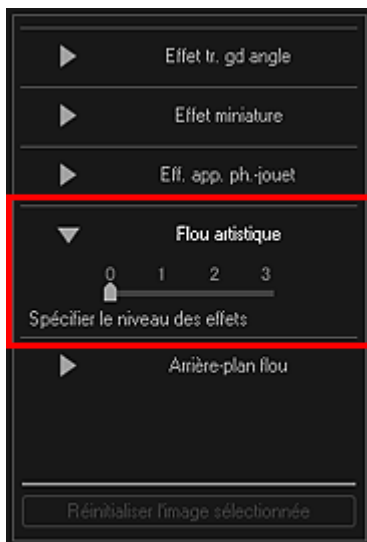 Effet tr. gd angle
Effet miniature
Eff. app. ph.-jouet
Flou artistique
0 1 2 3
Spécifier le niveau des effets
Arrière-plan flou
Réinitialiser l'image sélectionnée